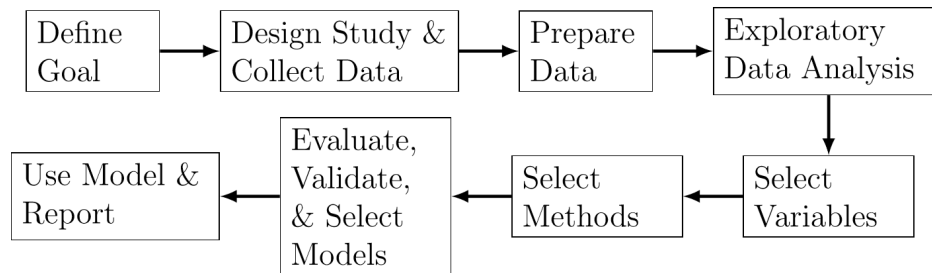 Define
Goal
Design Study &
Collect Data
Prepare
Data
Exploratory
Data Analysis
Select
Variables
Select
Methods
Evaluate,
Validate,
& Select
Models
Use Model &
Report